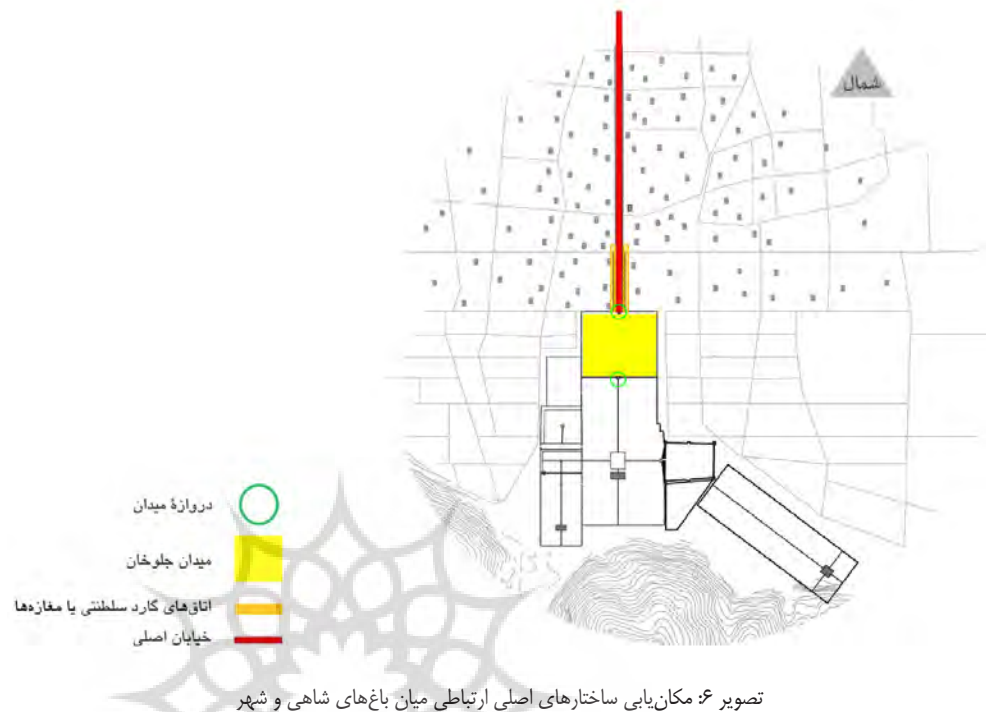 شمال
دروازهٔ میدان
میدان جلوخان
اتاق‌های گارد سلطنتی یا مغازه‌ها
خیابان اصلی
تصویر ۶: مکان‌یابی ساختارهای اصلی ارتباطی میان باغ‌های شاهی و شهر